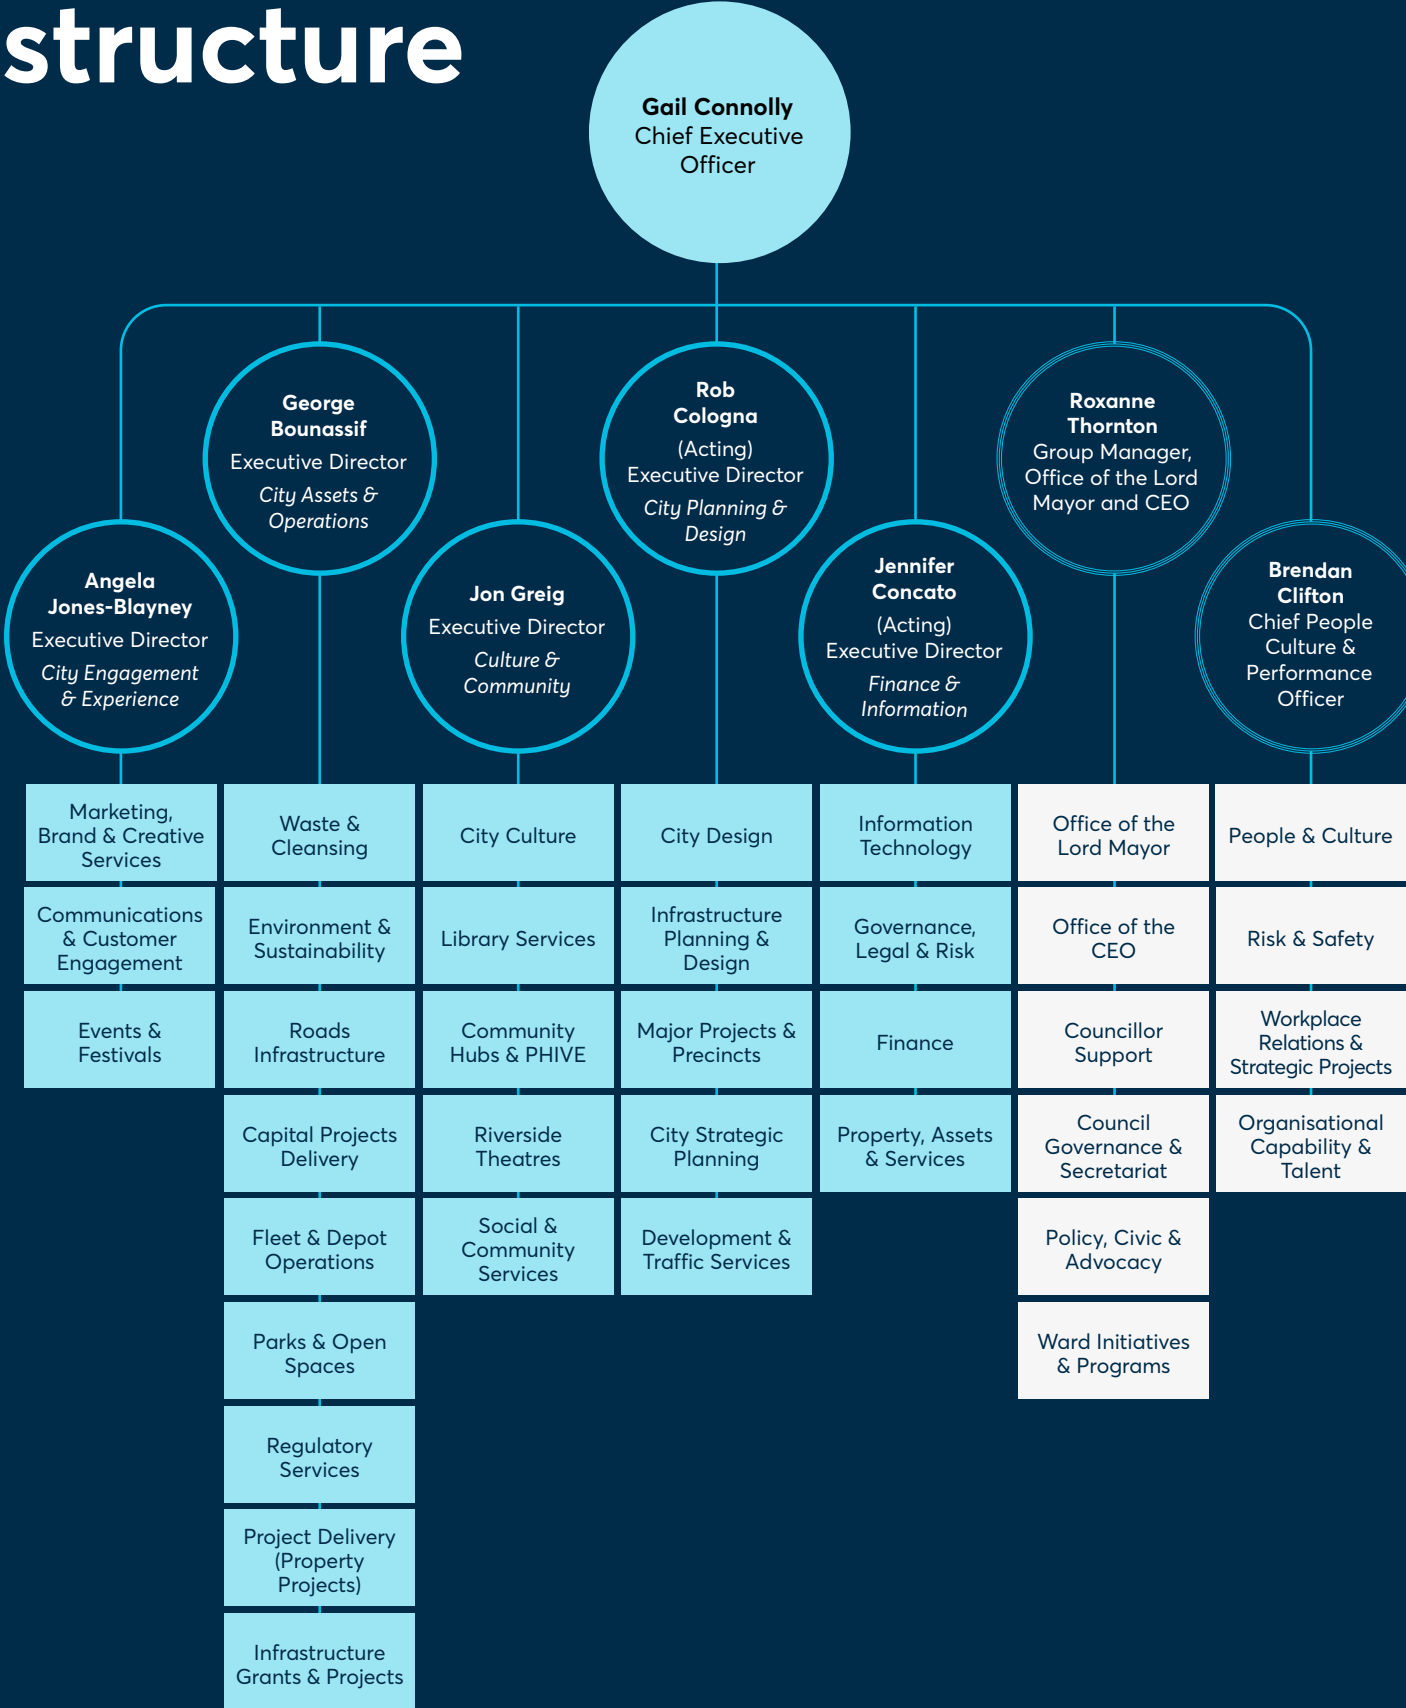 structure
Gail Connolly
Chief Executive
Officer
George
Bounassif
Executive Director
City Assets &
Operations
Rob
Cologna
(Acting)
Executive Director
City Planning &
Design
Roxanne
Thornton
Group Manager,
Office of the Lord
Mayor and CEO
Angela
Jones-Blayney
Executive Director
City Engagement
& Experience
Jon Greig
Executive Director
Culture &
Community
Jennifer
Concato
(Acting)
Executive Director
Finance &
Information
Brendan
Clifton
Chief People
Culture &
Performance
Officer
Marketing,
Brand & Creative
Services
Communications
& Customer
Engagement
Events &
Festivals
Waste &
Cleansing
Environment &
Sustainability
Roads
Infrastructure
Capital Projects
Delivery
Fleet & Depot
Operations
Parks & Open
Spaces
Regulatory
Services
Project Delivery
(Property
Projects)
Infrastructure
Grants & Projects
City Culture
Library Services
Community
Hubs & PHIVE
Riverside
Theatres
Social &
Community
Services
City Design
Infrastructure
Planning &
Design
Major Projects &
Precincts
City Strategic
Planning
Development &
Traffic Services
Information
Technology
Governance,
Legal & Risk
Finance
Property, Assets
& Services
Office of the
Lord Mayor
Office of the
CEO
Councillor
Support
Council
Governance &
Secretariat
Policy, Civic &
Advocacy
Ward Initiatives
& Programs
People & Culture
Risk & Safety
Workplace
Relations &
Strategic Projects
Organisational
Capability &
Talent